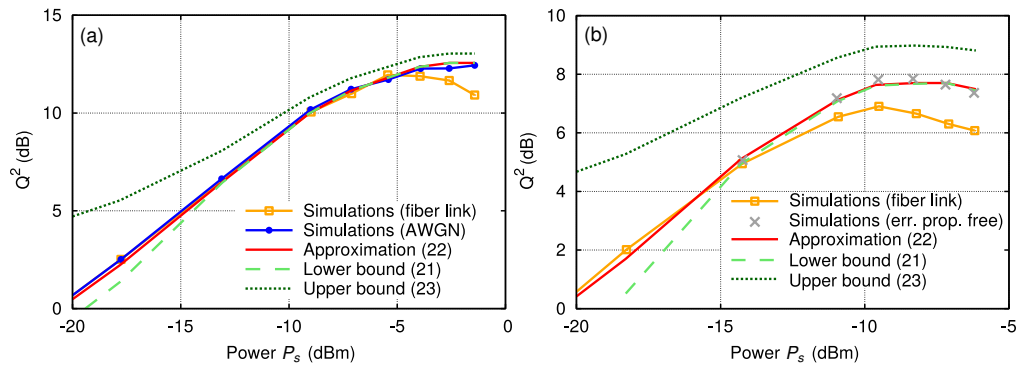 (a)
15
10
5
0
Q² (dB)
-20 -15 -10 -5 0
Power Pₛ (dBm)
Simulations (fiber link)
Simulations (AWGN)
Approximation (22)
Lower bound (21)
Upper bound (23)
(b)
10
8
6
4
2
0
Q² (dB)
-20 -15 -10 -5
Power Pₛ (dBm)
Simulations (fiber link)
Simulations (err. prop. free)
Approximation (22)
Lower bound (21)
Upper bound (23)